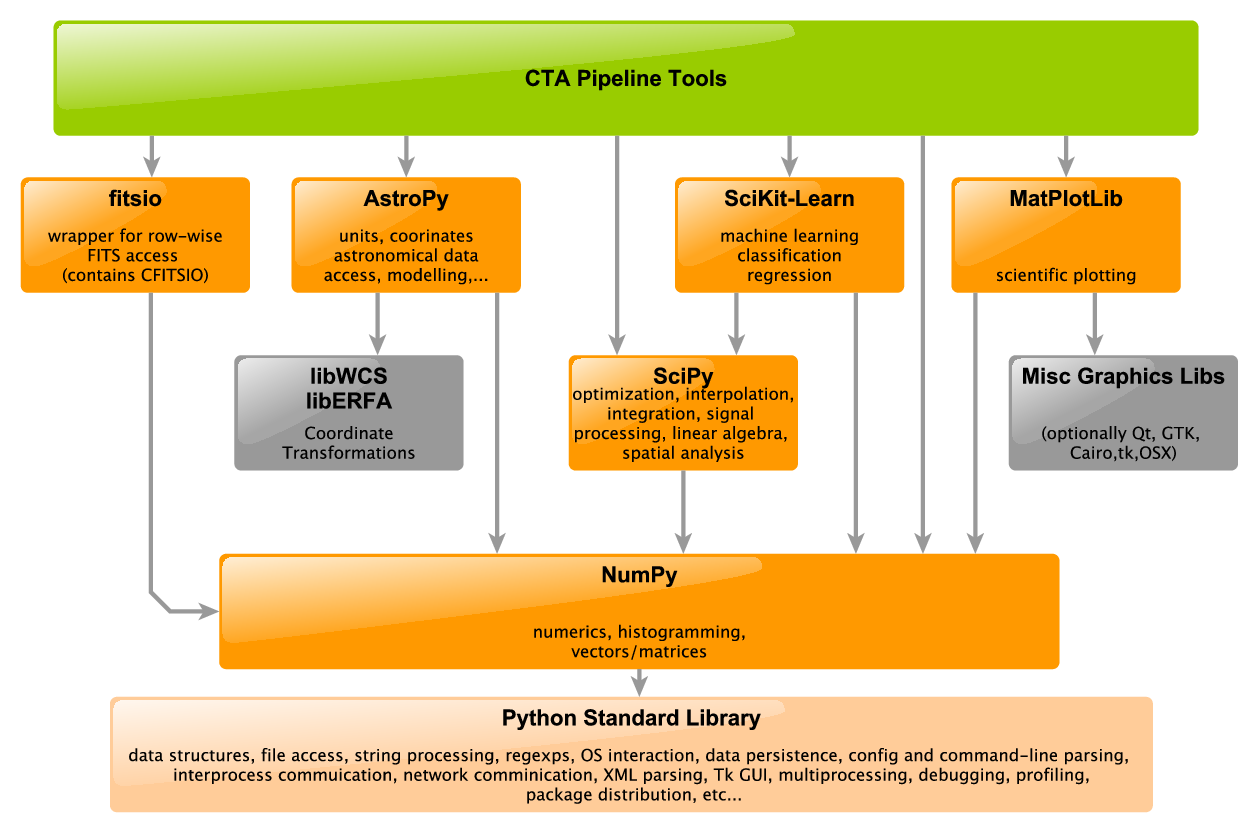 CTA Pipeline Tools
fitsio
wrapper for row-wise
FITS access
(contains CFITSIO)
AstroPy
units, coorinates
astronomical data
access, modelling,...
SciKit-Learn
machine learning
classification
regression
MatPlotLib
scientific plotting
libWCS
libERFA
Coordinate
Transformations
SciPy
optimization, interpolation,
integration, signal
processing, linear algebra,
spatial analysis
Misc Graphics Libs
(optionally Qt, GTK,
Cairo,tk,OSX)
NumPy
numerics, histogramming,
vectors/matrices
Python Standard Library
data structures, file access, string processing, regexps, OS interaction, data persistence, config and command-line parsing,
interprocess commuication, network comminication, XML parsing, Tk GUI, multiprocessing, debugging, profiling,
package distribution, etc...